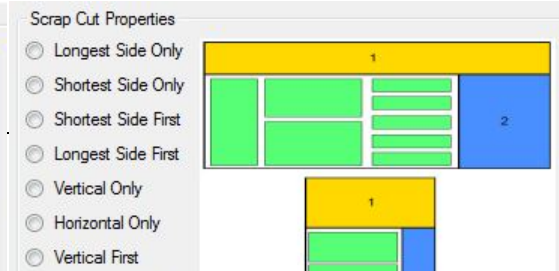 Scrap Cut Properties
Longest Side Only
Shortest Side Only
Shortest Side First
Longest Side First
Vertical Only
Horizontal Only
Vertical First
1
2
1